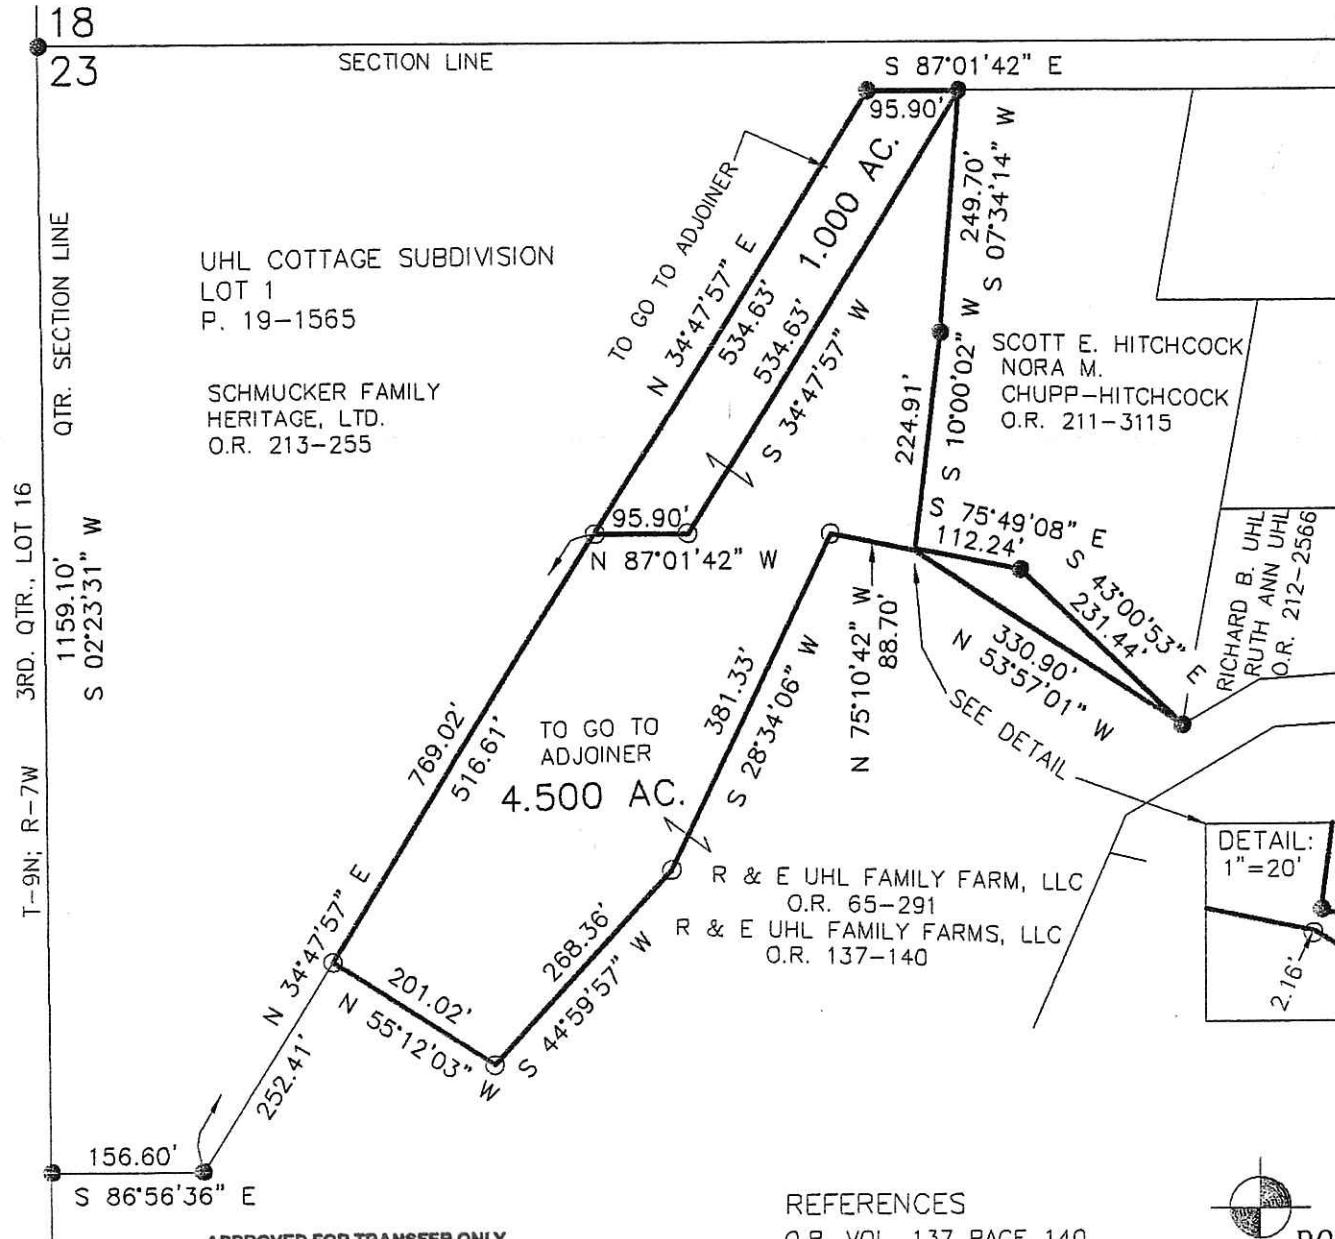 18
23
SECTION LINE
S 87°01'42" E
95.90'
1.000 AC.
TO GO TO ADJOINER
N 34°47'57" E
534.63'
534.63'
S 34°47'57" W
249.70'
S 07°34'14" W
QTR. SECTION LINE
UHL COTTAGE SUBDIVISION
LOT 1
P. 19-1565
SCHMUCKER FAMILY
HERITAGE, LTD.
O.R. 213-255
SCOTT E. HITCHCOCK
NORA M.
CHUPP-HITCHCOCK
O.R. 211-3115
224.91'
S 10°00'02" W
95.90'
N 87°01'42" W
S 75°49'08" E
112.24'
S 43°00'53" E
231.44'
330.90'
N 53°57'01" W
RICHARD B. UHL
RUTH ANN UHL
O.R. 212-2566
N 75°10'42" W
88.70'
SEE DETAIL
T-9N; R-7W 3RD. QTR., LOT 16
1159.10'
S 02°23'31" W
769.02'
516.61'
TO GO TO
ADJOINER
4.500 AC.
381.33'
S 28°34'06" W
DETAIL:
1"=20'
2.16'
R & E UHL FAMILY FARM, LLC
O.R. 65-291
R & E UHL FAMILY FARMS, LLC
O.R. 137-140
N 34°47'57" E
252.41'
201.02'
N 55°12'03" W
268.36'
S 44°59'57" W
156.60'
S 86°56'36" E
REFERENCES
O.R. VOL. 137 PAGE 140
APPROVED FOR TRANSFER ONLY